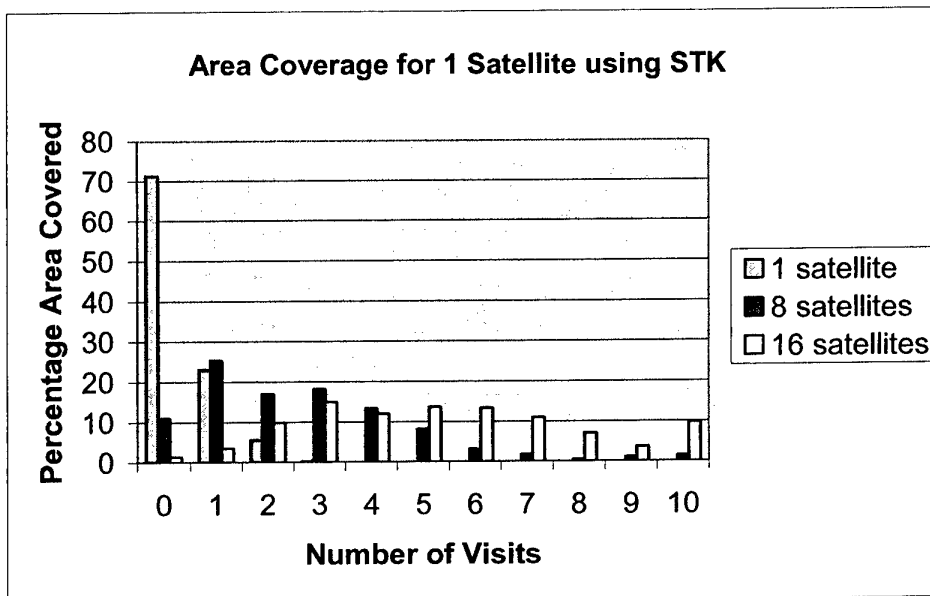 Area Coverage for 1 Satellite using STK
Percentage Area Covered
80
70
60
50
40
30
20
10
0
0 1 2 3 4 5 6 7 8 9 10
Number of Visits
1 satellite
8 satellites
16 satellites